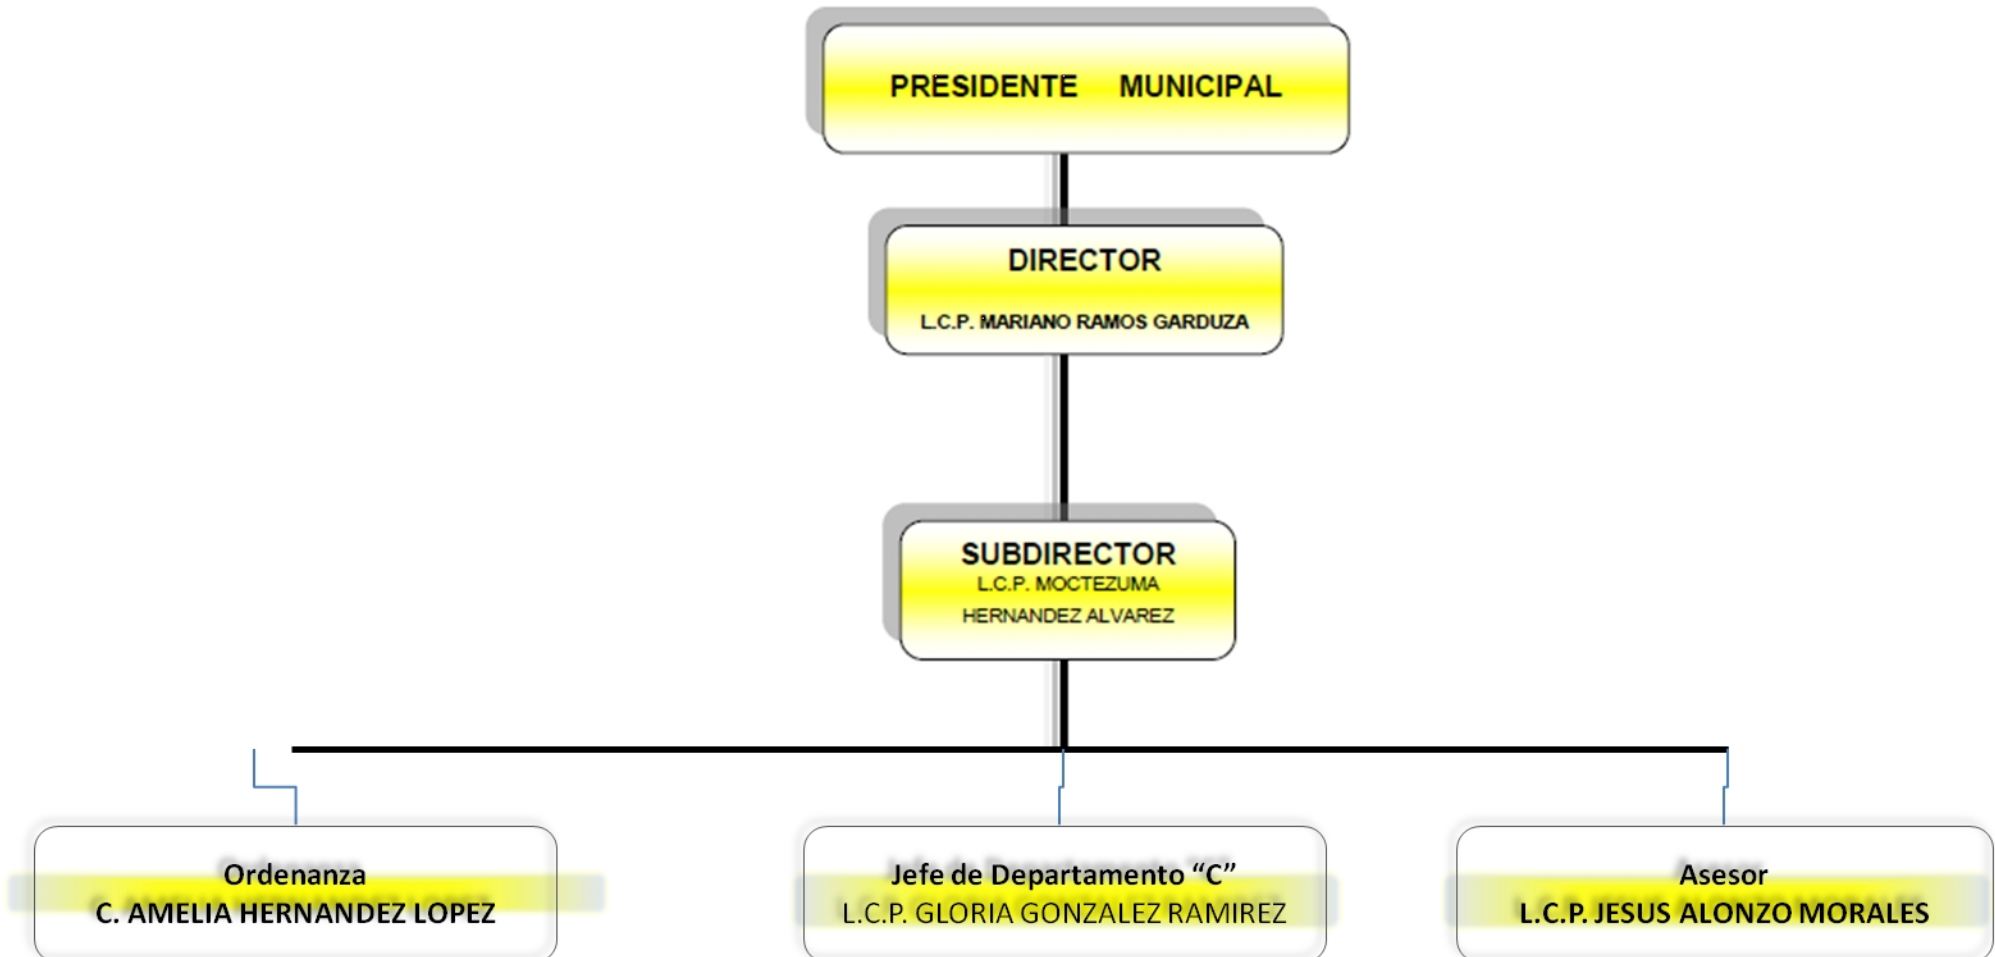 PRESIDENTE MUNICIPAL
DIRECTOR
L.C.P. MARIANO RAMOS GARDUZA
SUBDIRECTOR
L.C.P. MOCTEZUMA
HERNANDEZ ALVAREZ
Ordenanza
C. AMELIA HERNANDEZ LOPEZ
Jefe de Departamento “C”
L.C.P. GLORIA GONZALEZ RAMIREZ
Asesor
L.C.P. JESUS ALONZO MORALES